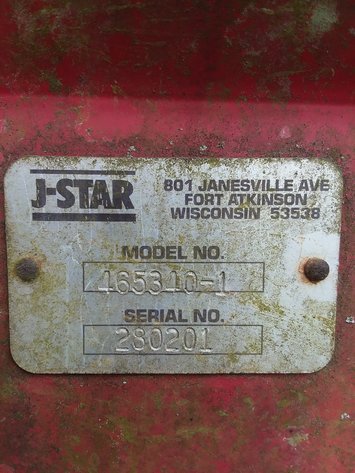 J-STAR
801 JANESVILLE AVE
FORT ATKINSON
WISCONSIN 53538
MODEL NO.
465340-1
SERIAL NO.
280201